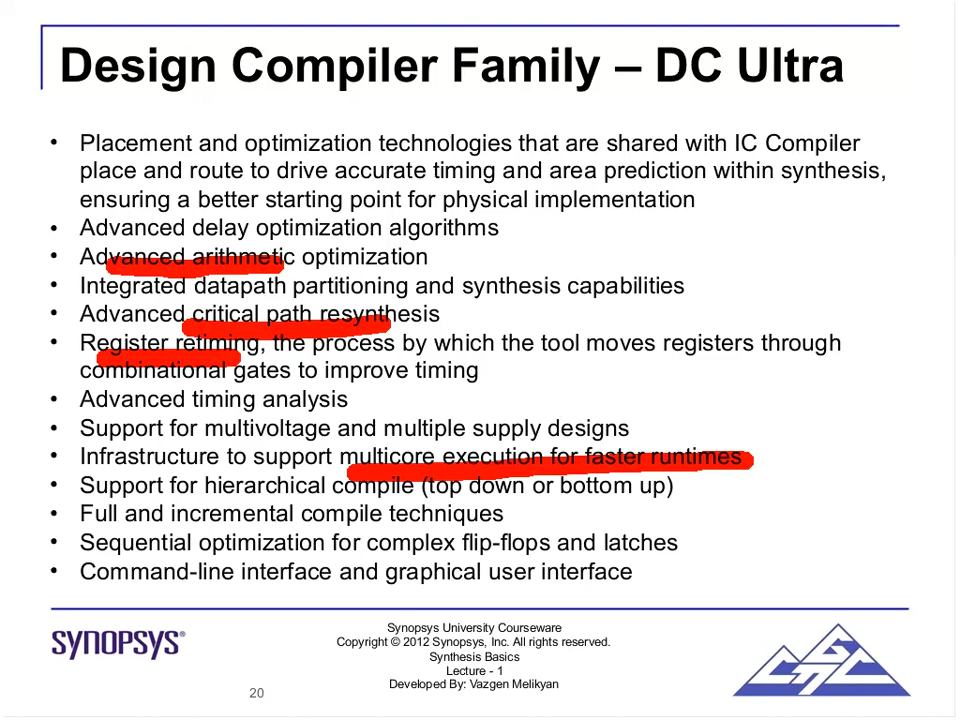 Design Compiler Family – DC Ultra
• Placement and optimization technologies that are shared with IC Compiler
place and route to drive accurate timing and area prediction within synthesis,
ensuring a better starting point for physical implementation
• Advanced delay optimization algorithms
• Advanced arithmetic optimization
• Integrated datapath partitioning and synthesis capabilities
• Advanced critical path resynthesis
• Register retiming, the process by which the tool moves registers through
combinational gates to improve timing
• Advanced timing analysis
• Support for multivoltage and multiple supply designs
• Infrastructure to support multicore execution for faster runtimes
• Support for hierarchical compile (top down or bottom up)
• Full and incremental compile techniques
• Sequential optimization for complex flip-flops and latches
• Command-line interface and graphical user interface
SYNOPSYS®
Synopsys University Courseware
Copyright © 2012 Synopsys, Inc. All rights reserved.
Synthesis Basics
Lecture - 1
Developed By: Vazgen Melikyan
20